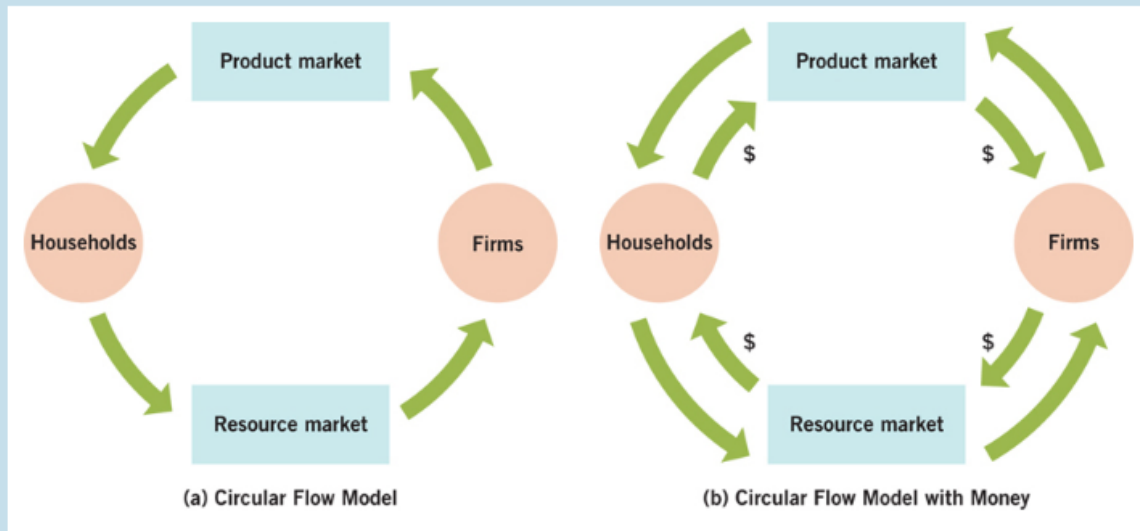 Product market
Households
Firms
Resource market
(a) Circular Flow Model
Product market
$
$
Households
Firms
$
$
Resource market
(b) Circular Flow Model with Money